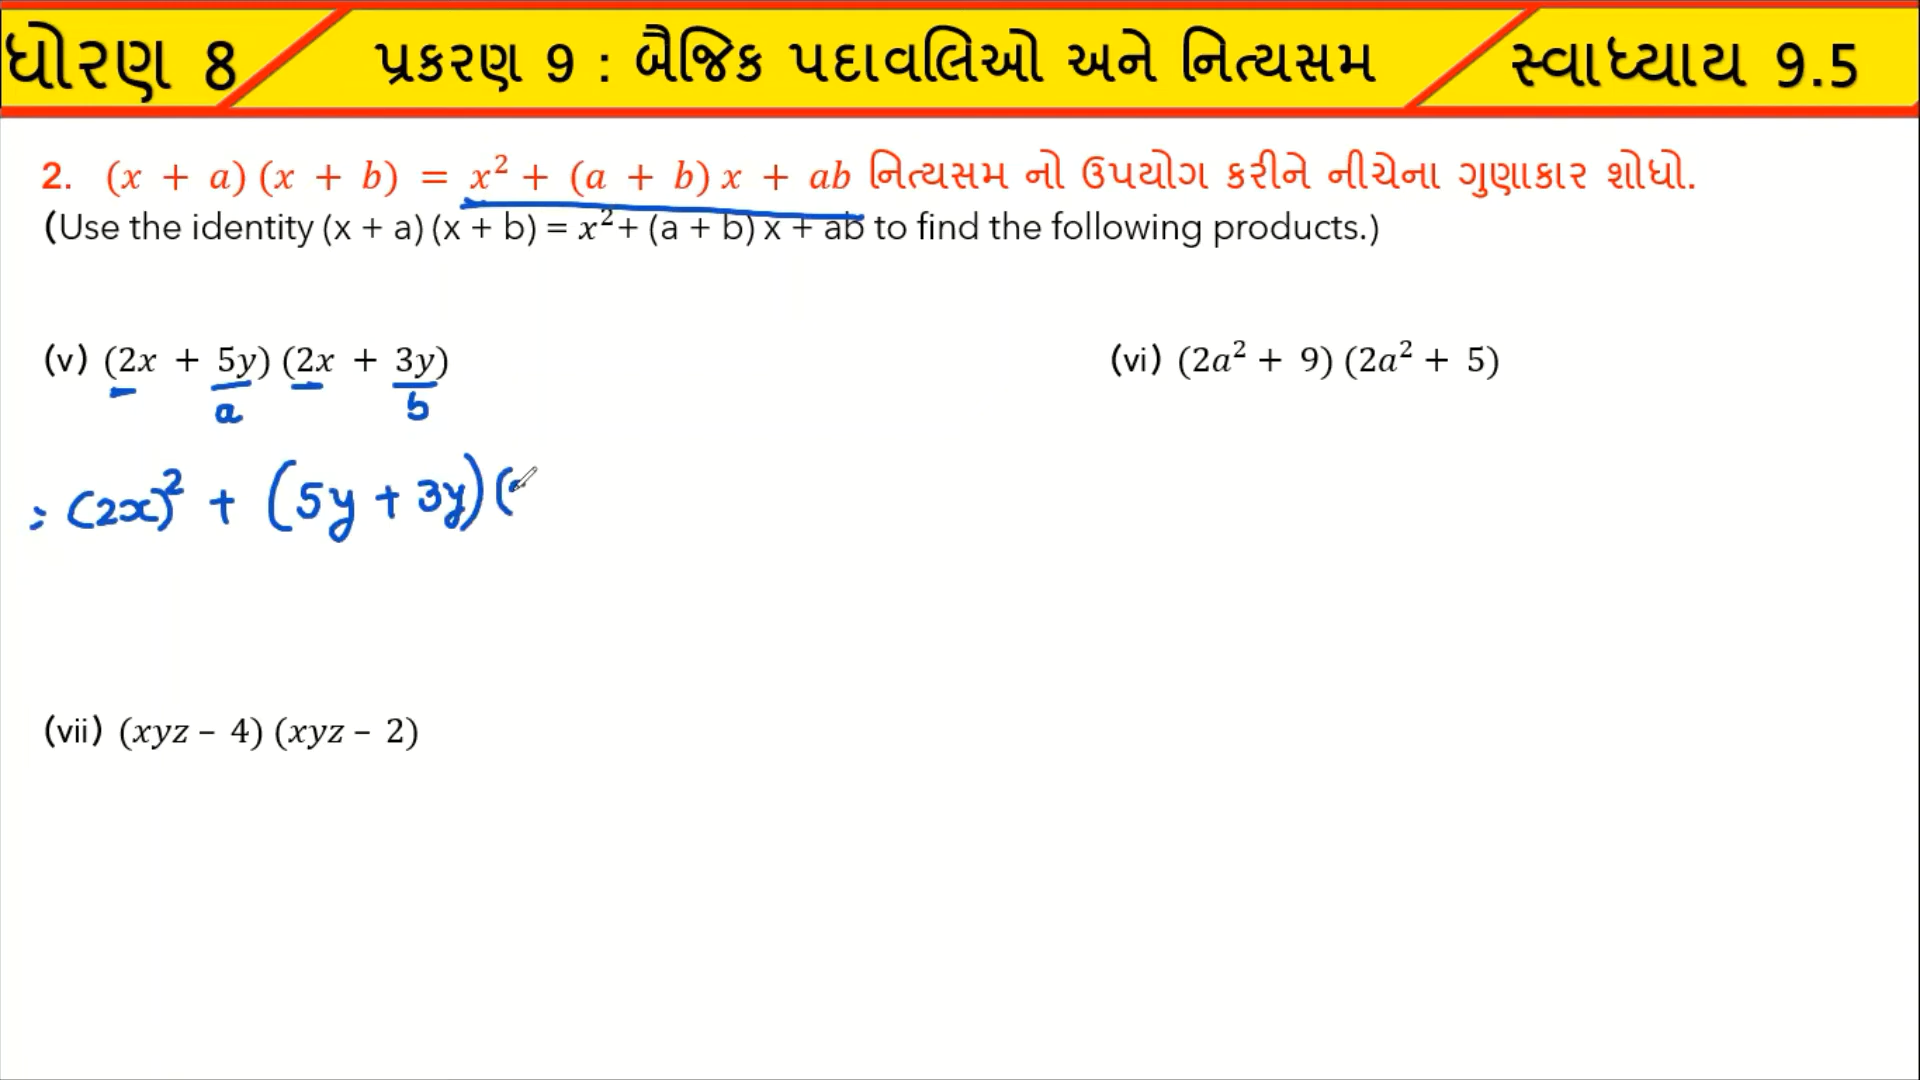 ધોરણ 8 પ્રકરણ 9 : બૈજિક પદાવલિઓ અને નિત્યસમ સ્વાધ્યાય 9.5
2. (x + a) (x + b) = x² + (a + b) x + ab નિત્યસમ નો ઉપયોગ કરીને નીચેના ગુણાકાર શોધો.
(Use the identity (x + a) (x + b) = x² + (a + b) x + ab to find the following products.)
(v) (2x + 5y) (2x + 3y) (vi) (2a² + 9) (2a² + 5)
a b
= (2x)² + (5y + 3y) (
(vii) (xyz – 4) (xyz – 2)